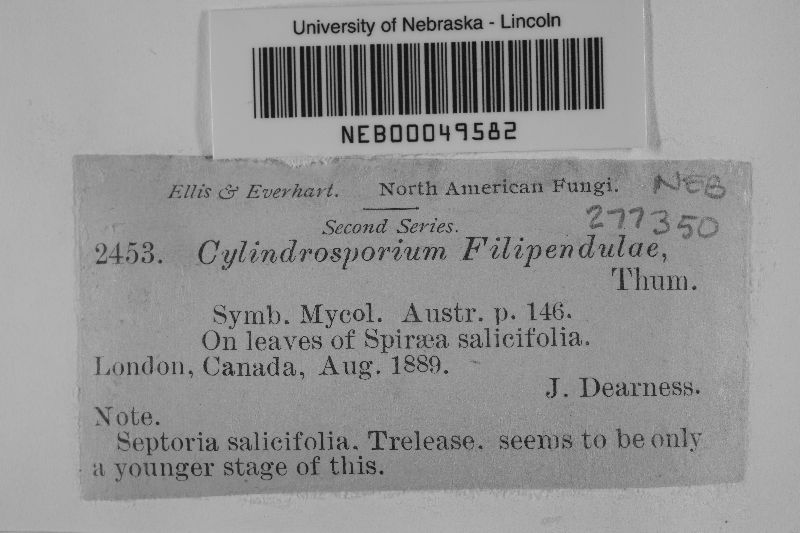 University of Nebraska - Lincoln
NEB00049582
Ellis & Everhart. North American Fungi. NEB
Second Series. 277350
2453. Cylindrosporium Filipendulae,
Thum.
Symb. Mycol. Austr. p. 146.
On leaves of Spiræa salicifolia.
London, Canada, Aug. 1889.
J. Dearness.
Note.
Septoria salicifolia. Trelease. seems to be only
a younger stage of this.